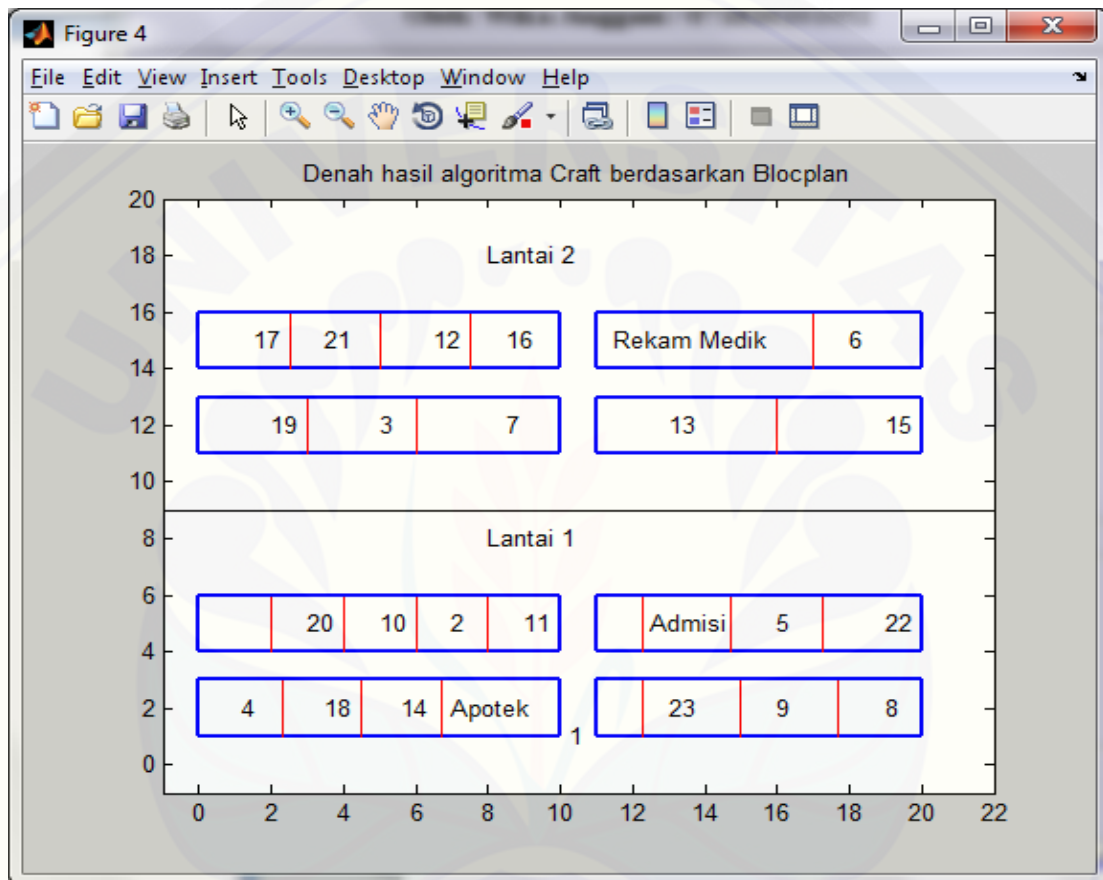 Figure 4
File Edit View Insert Tools Desktop Window Help
Denah hasil algoritma Craft berdasarkan Blocplan
20
18
Lantai 2
16
17 21 12 16 Rekam Medik 6
14
12
19 3 7 13 15
10
8
Lantai 1
6
20 10 2 11 Admisi 5 22
4
2
4 18 14 Apotek 23 9 8
1
0
0 2 4 6 8 10 12 14 16 18 20 22
UNIVERSITAS